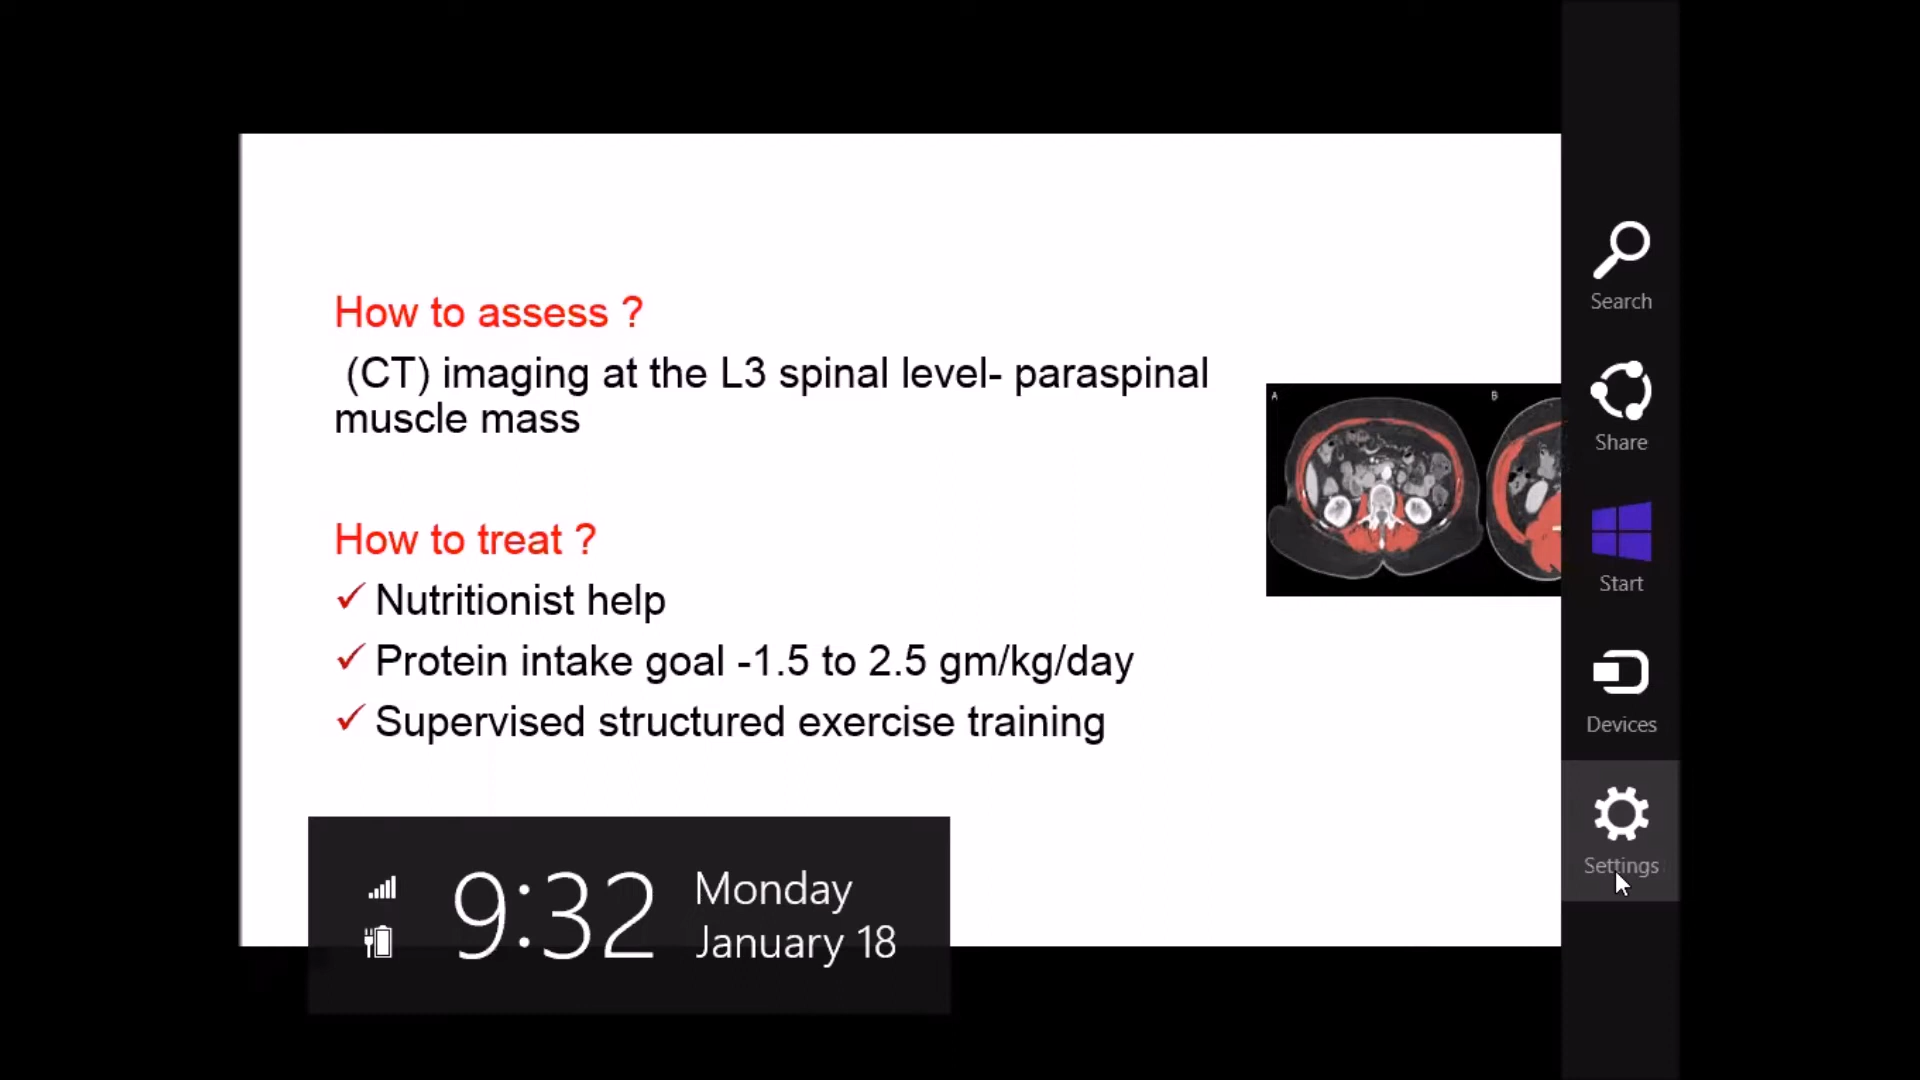 How to assess ?
(CT) imaging at the L3 spinal level- paraspinal
muscle mass
A
B
How to treat ?
✓ Nutritionist help
✓ Protein intake goal -1.5 to 2.5 gm/kg/day
✓ Supervised structured exercise training
9:32
Monday
January 18
Search
Share
Start
Devices
Settings